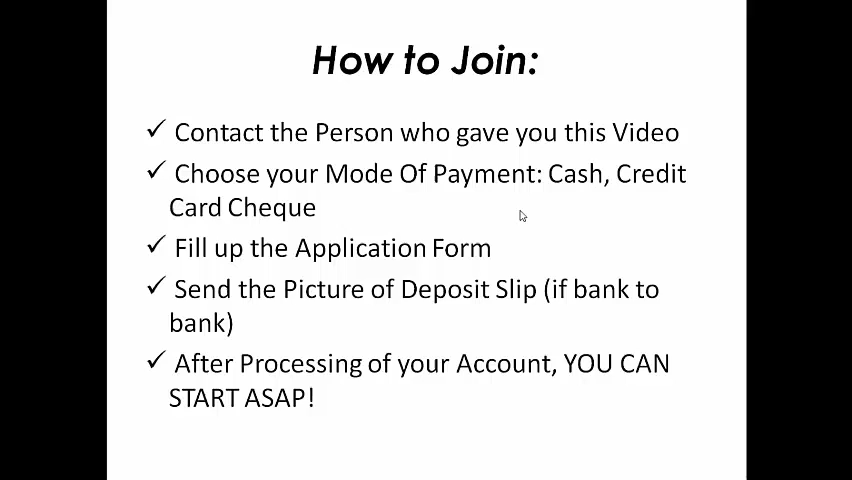 How to Join:
✓ Contact the Person who gave you this Video
✓ Choose your Mode Of Payment: Cash, Credit
Card Cheque
✓ Fill up the Application Form
✓ Send the Picture of Deposit Slip (if bank to
bank)
✓ After Processing of your Account, YOU CAN
START ASAP!